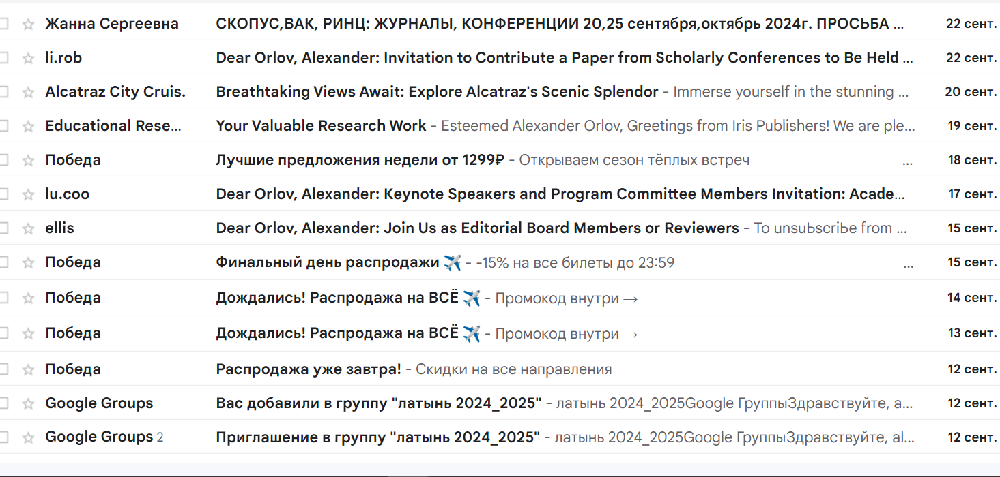 Жанна Сергеевна СКОПУС,ВАК, РИНЦ: ЖУРНАЛЫ, КОНФЕРЕНЦИИ 20,25 сентября,октябрь 2024г. ПРОСЬБА ... 22 сент.
li.rob Dear Orlov, Alexander: Invitation to Contribute a Paper from Scholarly Conferences to Be Held ... 22 сент.
Alcatraz City Cruis. Breathtaking Views Await: Explore Alcatraz's Scenic Splendor - Immerse yourself in the stunning ... 20 сент.
Educational Rese... Your Valuable Research Work - Esteemed Alexander Orlov, Greetings from Iris Publishers! We are ple... 19 сент.
Победа Лучшие предложения недели от 1299₽ - Открываем сезон тёплых встреч ... 18 сент.
lu.coo Dear Orlov, Alexander: Keynote Speaкers and Program Committee Members Invitation: Acade... 17 сент.
ellis Dear Orlov, Alexander: Join Us as Editorial Board Memьers or Reviewers - To unsuьscriьe from ... 15 сент.
Победа Финальный день распродажи ✈️ - -15% на все билеты до 23:59 ... 15 сент.
Победа Дождались! Распродажа на ВСЁ ✈️ - Промокод внутри → 14 сент.
Победа Дождались! Распродажа на ВСЁ ✈️ - Промокод внутри → 13 сент.
Победа Распродажа уже завтра! - Скидки на все направления 12 сент.
Google Groups Вас добавили в группу "латынь 2024_2025" - латынь 2024_2025Google ГруппыЗдравствуйте, a... 12 сент.
Google Groups 2 Приглашение в группу "латынь 2024_2025" - латынь 2024_2025Google ГруппыЗдравствуйте, al... 12 сент.